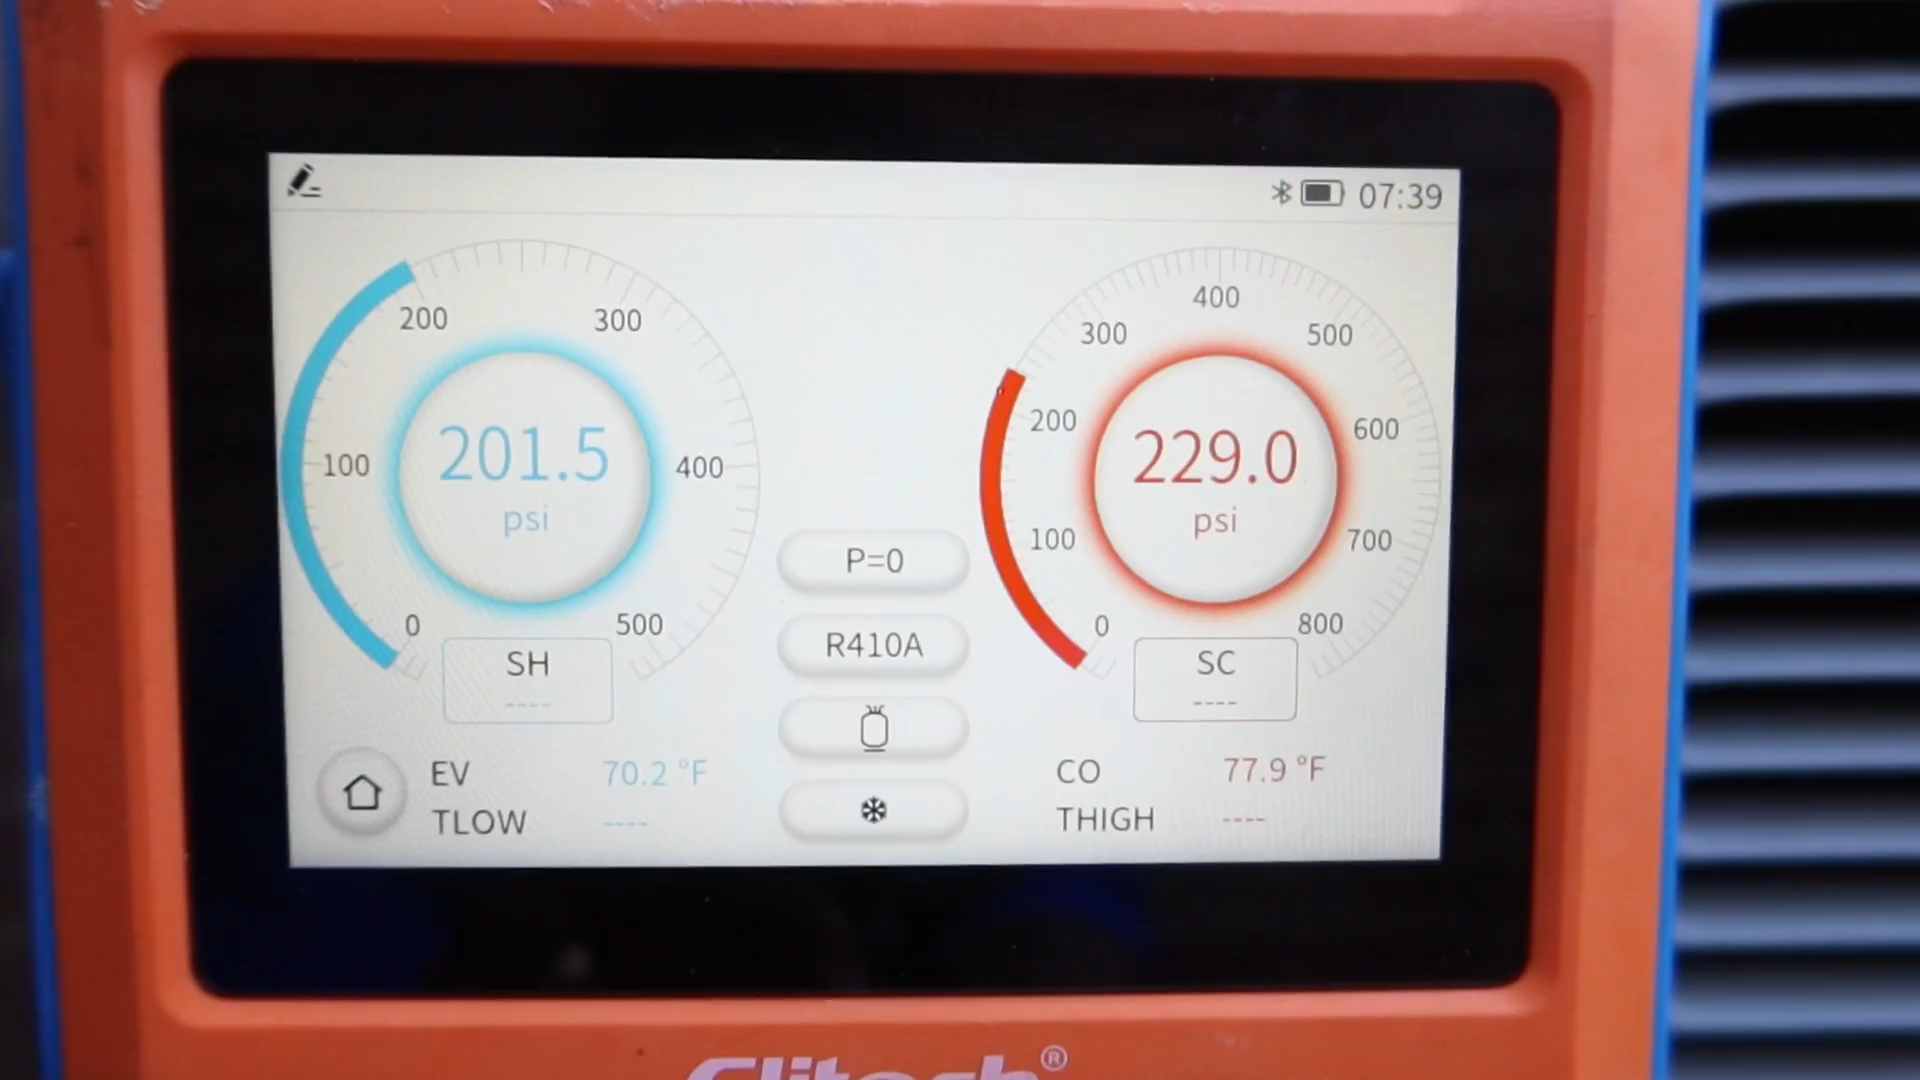 07:39
0
100
200
300
400
500
201.5
psi
SH
----
EV 70.2 °F
TLOW ----
P=0
R410A
0
100
200
300
400
500
600
700
800
229.0
psi
SC
----
CO 77.9 °F
THIGH ----
Elitech®